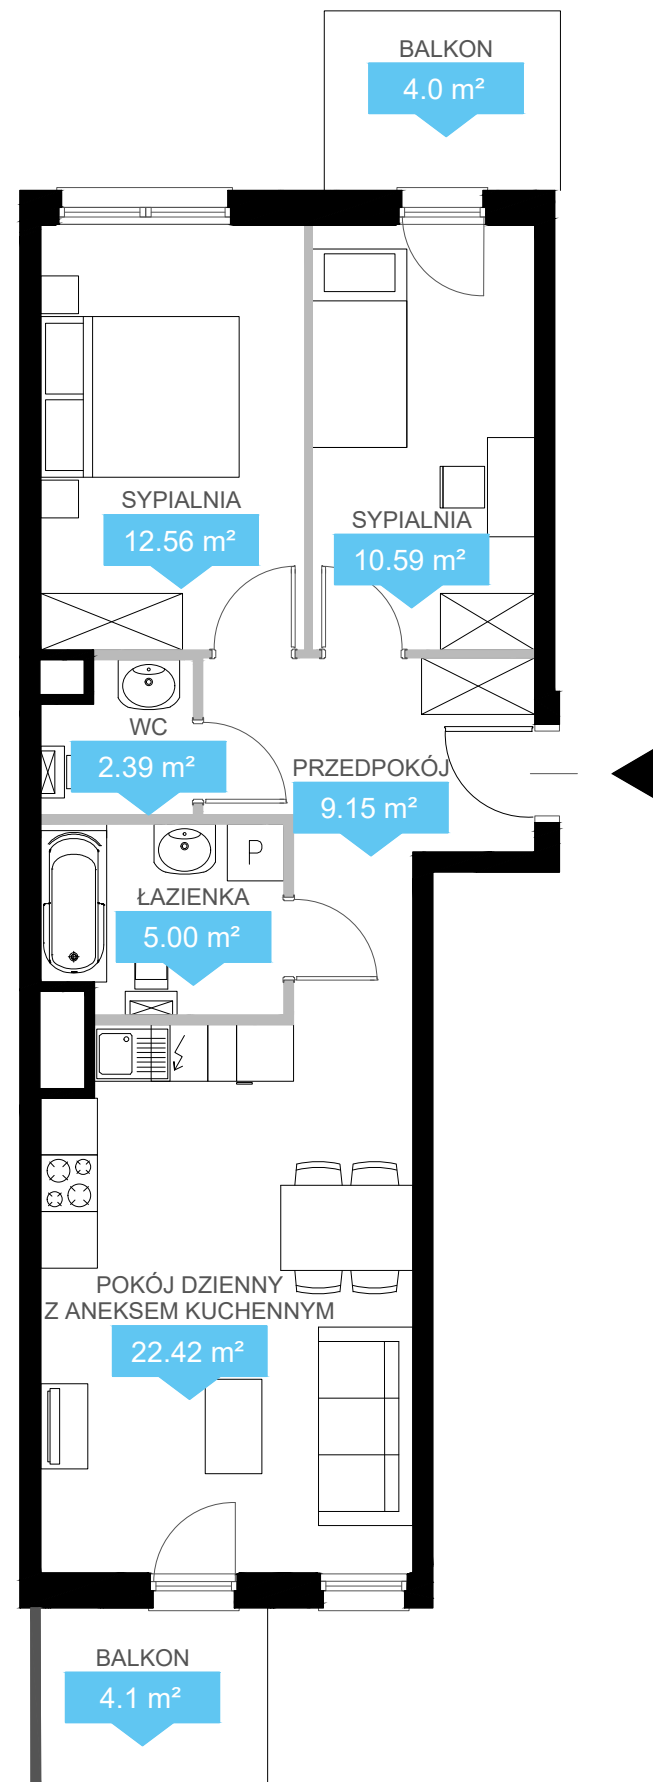 BALKON
4.0 m²
SYPIALNIA
12.56 m²
SYPIALNIA
10.59 m²
WC
2.39 m²
PRZEDPOKÓJ
9.15 m²
P
ŁAZIENKA
5.00 m²
POKÓJ DZIENNY
Z ANEKSEM KUCHENNYM
22.42 m²
BALKON
4.1 m²